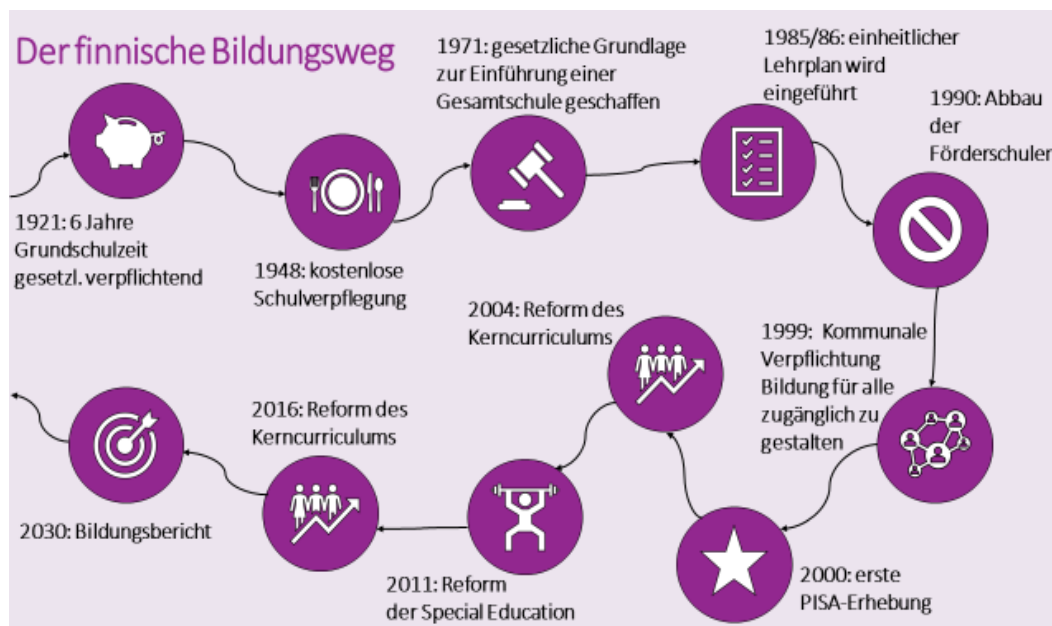 Der finnische Bildungsweg
1921: 6 Jahre
Grundschulzeit
gesetzl. verpflichtend
1948: kostenlose
Schulverpflegung
1971: gesetzliche Grundlage
zur Einführung einer
Gesamtschule geschaffen
1985/86: einheitlicher
Lehrplan wird
eingeführt
1990: Abbau
der
Förderschuler
1999: Kommunale
Verpflichtung
Bildung für alle
zugänglich zu
gestalten
2000: erste
PISA-Erhebung
2004: Reform des
Kerncurriculums
2011: Reform
der Special Education
2016: Reform des
Kerncurriculums
2030: Bildungsbericht